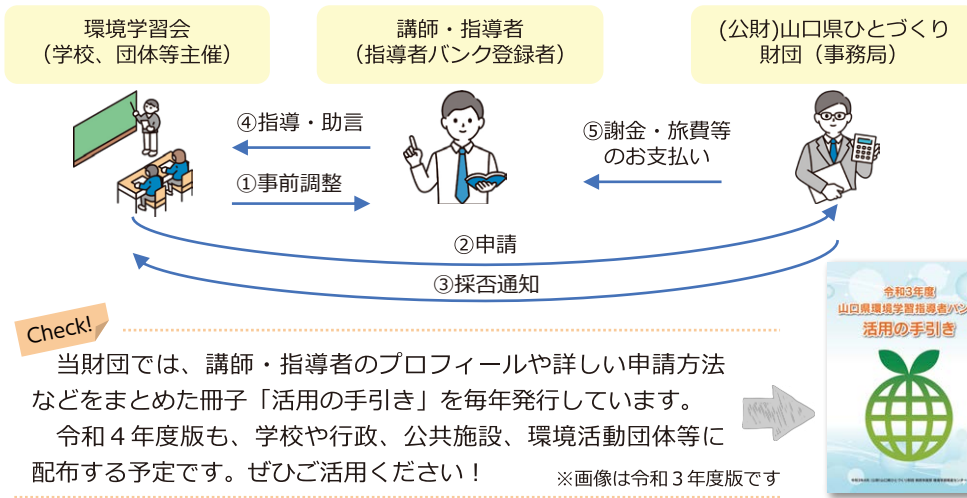 環境学習会
（学校、団体等主催）
講師・指導者
（指導者バンク登録者）
(公財)山口県ひとづくり
財団（事務局）
④指導・助言
①事前調整
⑤謝金・旅費等
のお支払い
②申請
③採否通知
Check!
当財団では、講師・指導者のプロフィールや詳しい申請方法
などをまとめた冊子「活用の手引き」を毎年発行しています。
令和４年度版も、学校や行政、公共施設、環境活動団体等に
配布する予定です。ぜひご活用ください！
※画像は令和３年度版です
令和3年度
山口県環境学習指導者バン
活用の手引き